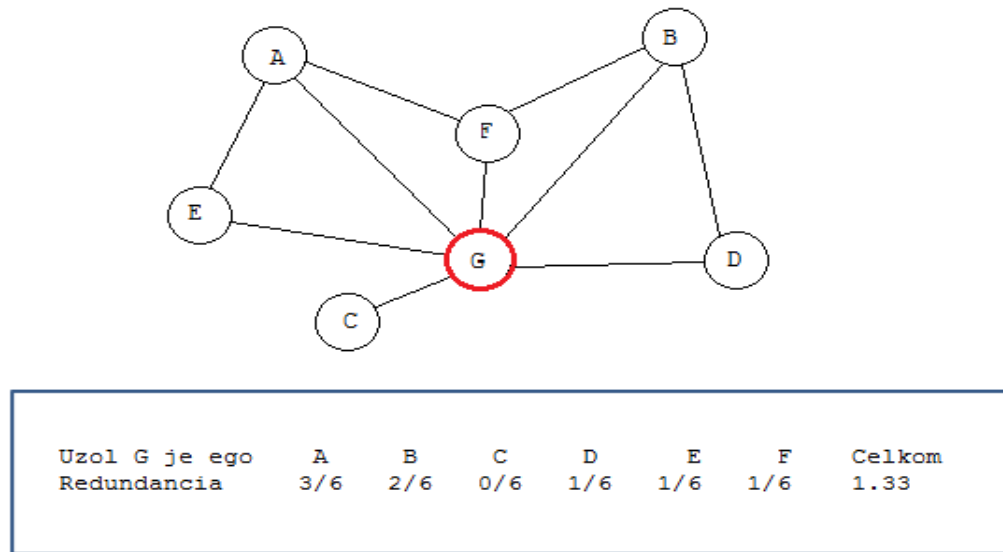 A
B
F
E
G
D
C
Uzol G je ego A B C D E F Celkom
Redundancia 3/6 2/6 0/6 1/6 1/6 1/6 1.33